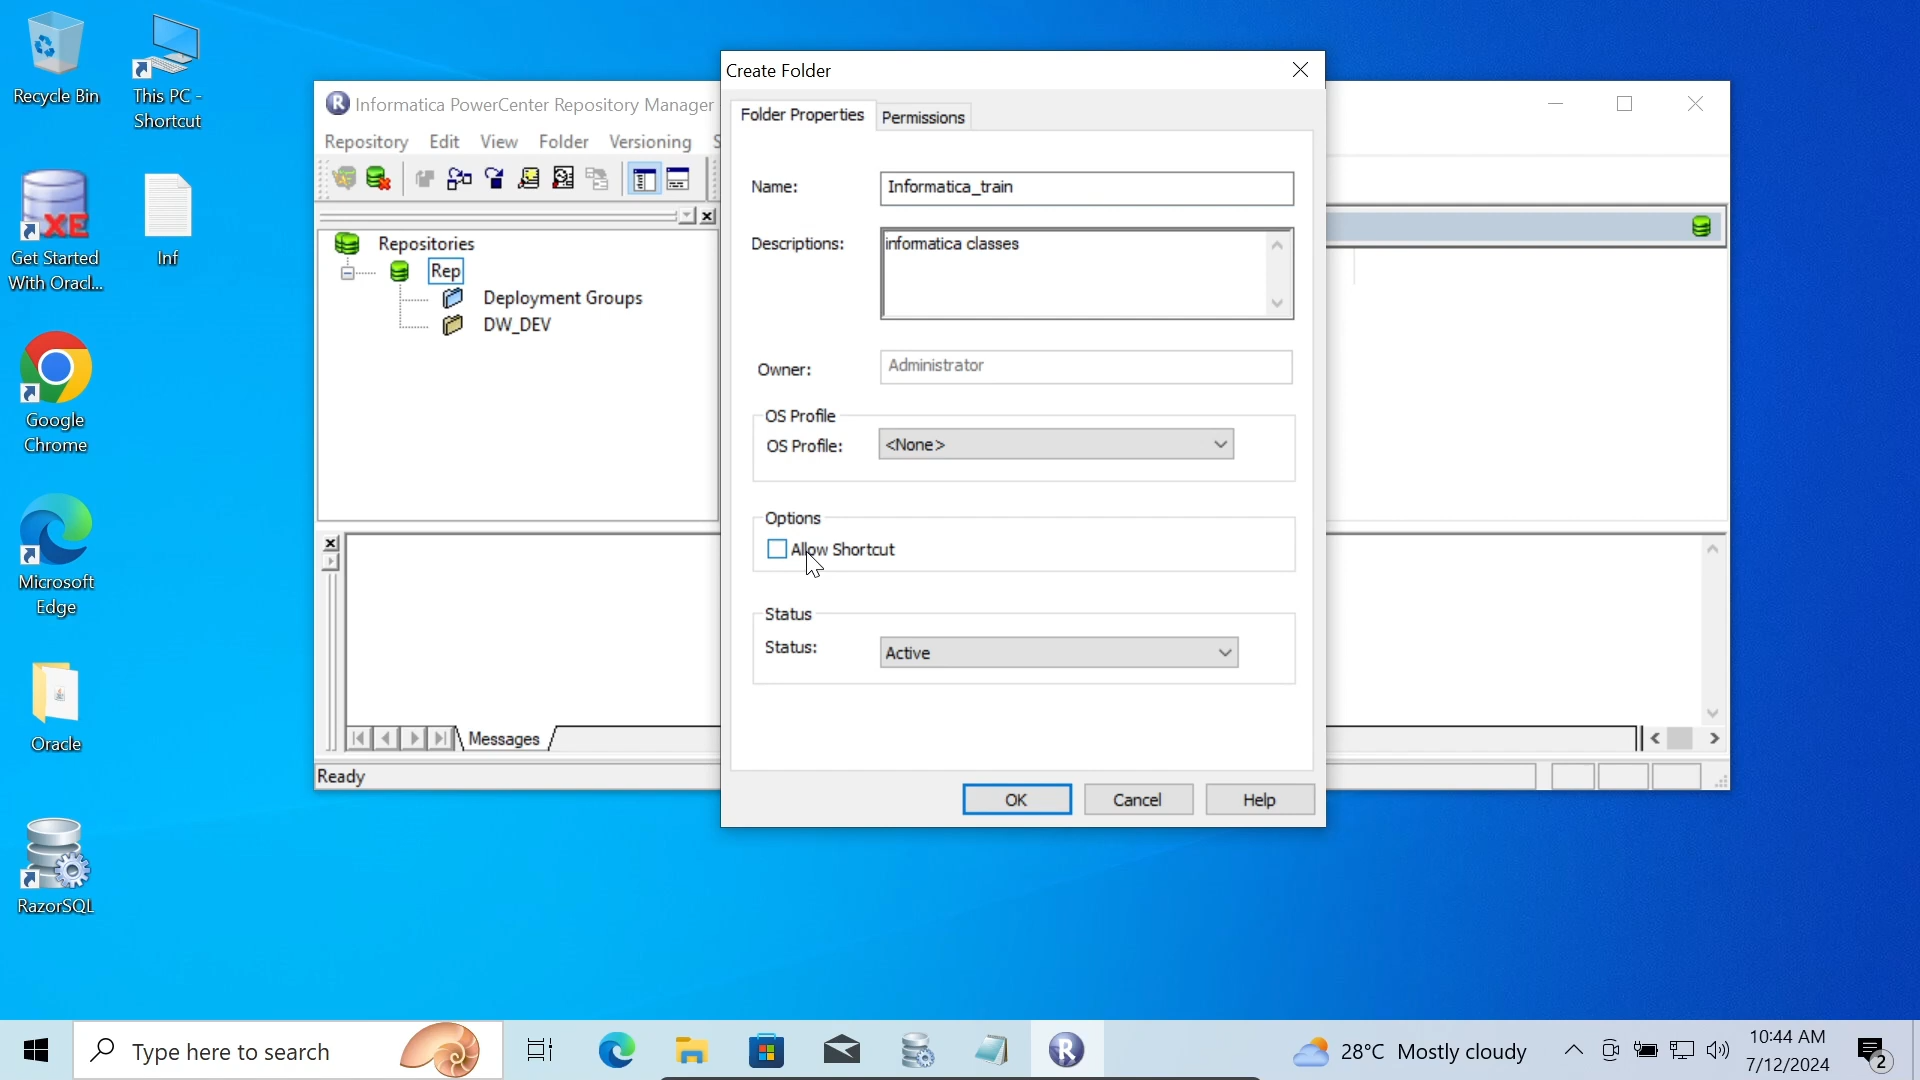 Recycle Bin
This PC -
Shortcut
Get Started
With Oracl...
XE
Inf
Google
Chrome
Microsoft
Edge
Oracle
RazorSQL
R
Informatica PowerCenter Repository Manager
Repository Edit View Folder Versioning S
Repositories
Rep
Deployment Groups
DW_DEV
Messages
Ready
Create Folder
Folder Properties
Permissions
Name:
Informatica_train
Descriptions:
informatica classes
Owner:
Administrator
OS Profile
OS Profile:
<None>
Options
Allow Shortcut
Status
Status:
Active
OK
Cancel
Help
Type here to search
R
28°C Mostly cloudy
10:44 AM
7/12/2024
2